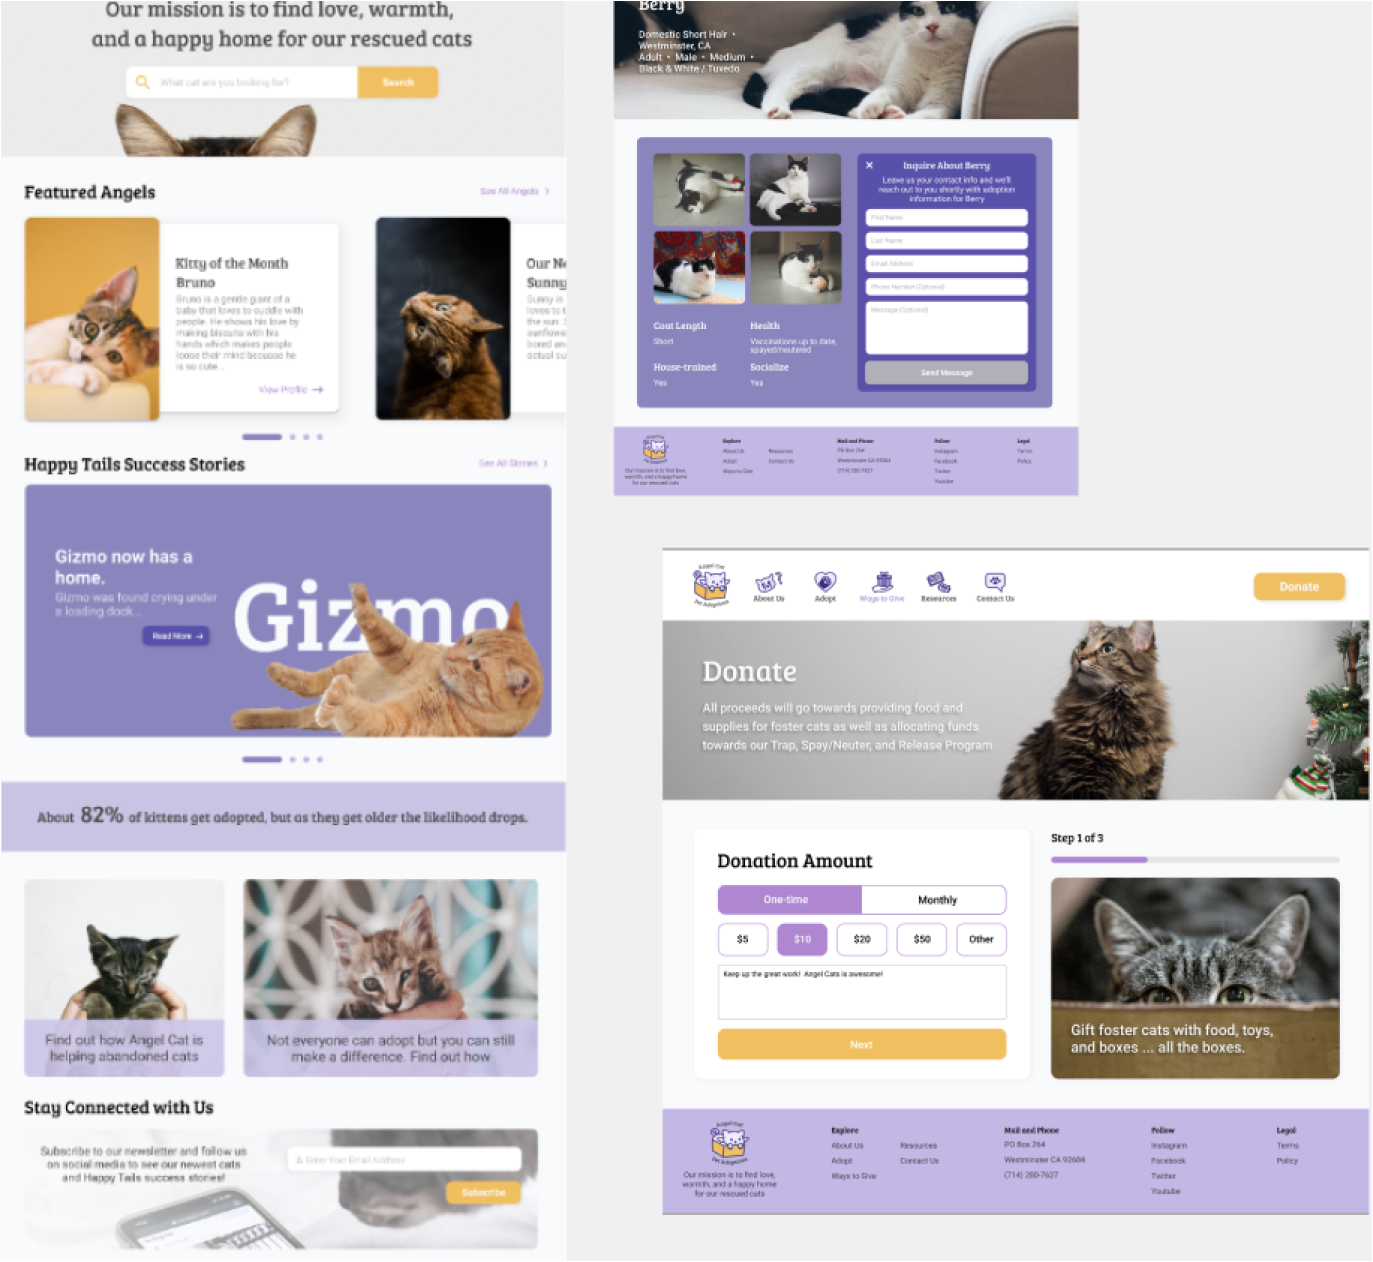 Our mission is to find love, warmth,
and a happy home for our rescued cats
What cat are you looking for?
Search
Featured Angels
See All Angels
Kitty of the Month
Bruno
Bruno is a gentle giant of a
baby that loves to cuddle with
people. He shows his love by
making biscuits with his
hands which makes people
loose their mind because he
is so cute ...
View Profile
Our Ne
Sunny
Sunny is
loves to t
the sun. S
sunflowe
bored an
actual su
Happy Tails Success Stories
See All Stories
Gizmo now has a
home.
Gizmo was found crying under
a loading dock...
Read More
Gizmo
About 82% of kittens get adopted, but as they get older the likelihood drops.
Find out how Angel Cat is
helping abandoned cats
Not everyone can adopt but you can still
make a difference. Find out how
Stay Connected with Us
Subscribe to our newsletter and follow us
on social media to see our newest cats
and Happy Tails success stories!
Enter Your Email Address
Subscribe
Berry
Domestic Short Hair •
Westminster, CA
Adult • Male • Medium •
Black & White / Tuxedo
Coat Length
Short
Health
Vaccinations up to date,
spayed/neutered
House-trained
Yes
Socialize
Yes
Inquire About Berry
Leave us your contact info and we'll
reach out to you shortly with adoption
information for Berry
First Name
Last Name
Email Address
Phone Number (Optional)
Message (Optional)
Send Message
Angel Cat
Pet Adoptions
Our mission is to find love,
warmth, and a happy home
for our rescued cats
Explore
About Us
Adopt
Ways to Give
Resources
Contact Us
Mail and Phone
PO Box 264
Westminster CA 92684
(714) 280-7627
Follow
Instagram
Facebook
Twitter
Youtube
Legal
Terms
Policy
Angel Cat
Pet Adoptions
About Us
Adopt
Ways to Give
Resources
Contact Us
Donate
Donate
All proceeds will go towards providing food and
supplies for foster cats as well as allocating funds
towards our Trap, Spay/Neuter, and Release Program
Donation Amount
One-time
Monthly
$5
$10
$20
$50
Other
Keep up the great work! Angel Cats is awesome!
Next
Step 1 of 3
Gift foster cats with food, toys,
and boxes ... all the boxes.
Angel Cat
Pet Adoptions
Our mission is to find love,
warmth, and a happy home
for our rescued cats
Explore
About Us
Adopt
Ways to Give
Resources
Contact Us
Mail and Phone
PO Box 264
Westminster CA 92684
(714) 280-7627
Follow
Instagram
Facebook
Twitter
Youtube
Legal
Terms
Policy